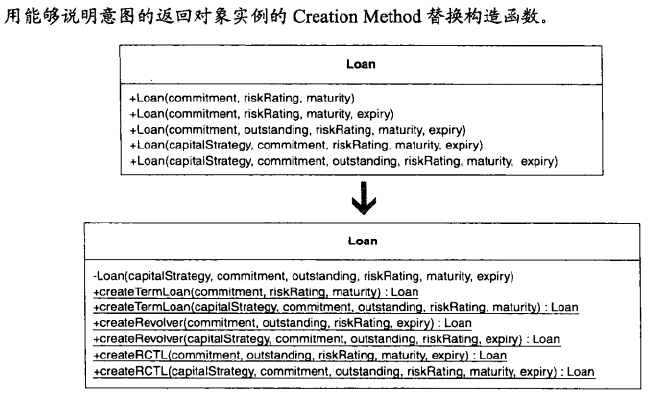 用能够说明意图的返回对象实例的 Creation Method 替换构造函数。
Loan
+Loan(commitment, riskRating, maturity)
+Loan(commitment, riskRating, maturity, expiry)
+Loan(commitment, outstanding, riskRating, maturity, expiry)
+Loan(capitalStrategy, commitment, riskRating, maturity, expiry)
+Loan(capitalStrategy, commitment, outstanding, riskRating, maturity, expiry)
Loan
-Loan(capitalStrategy, commitment, outstanding, riskRating, maturity, expiry)
+createTermLoan(commitment, riskRating, maturity) : Loan
+createTermLoan(capitalStrategy, commitment, outstanding, riskRating, maturity) : Loan
+createRevolver(commitment, outstanding, riskRating, expiry) : Loan
+createRevolver(capitalStrategy, commitment, outstanding, riskRating, expiry) : Loan
+createRCTL(commitment, outstanding, riskRating, maturity, expiry) : Loan
+createRCTL(capitalStrategy, commitment, outstanding, riskRating, maturity, expiry) : Loan